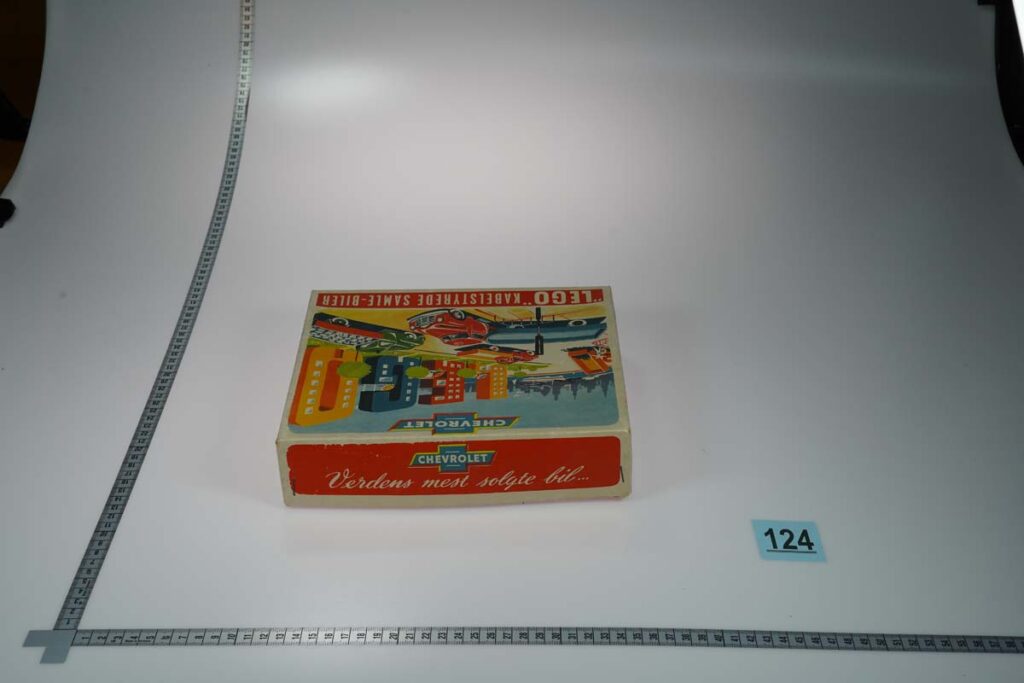 "LEGO" KABELSTYREDE SAMLE-BILER
CHEVROLET
CHEVROLET
Verdens mest solgte bil...
124